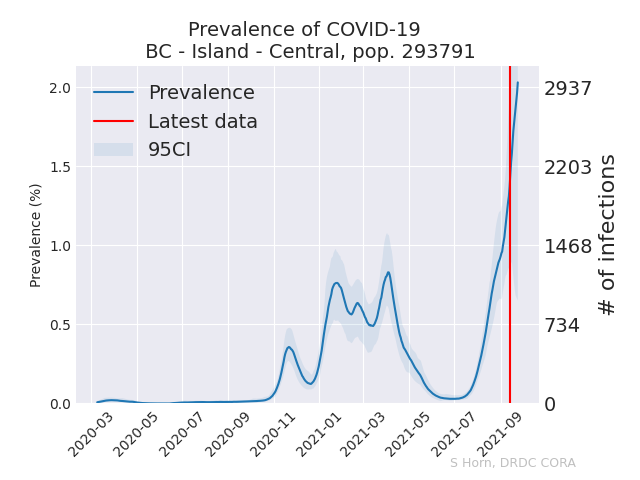 Prevalence of COVID-19
BC - Island - Central, pop. 293791
Prevalence
Latest data
95CI
Prevalence (%)
2.0
1.5
1.0
0.5
0.0
# of infections
2937
2203
1468
734
0
2020-03
2020-05
2020-07
2020-09
2020-11
2021-01
2021-03
2021-05
2021-07
2021-09
S Horn, DRDC CORA